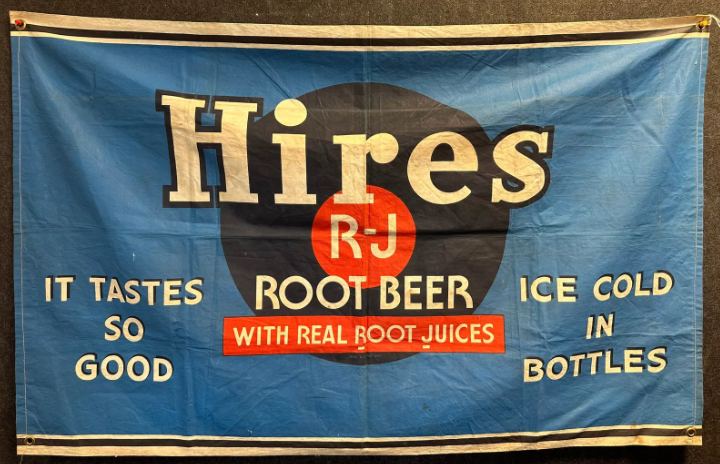 Hires
R-J
ROOT BEER
WITH REAL ROOT JUICES
IT TASTES
SO
GOOD
ICE COLD
IN
BOTTLES